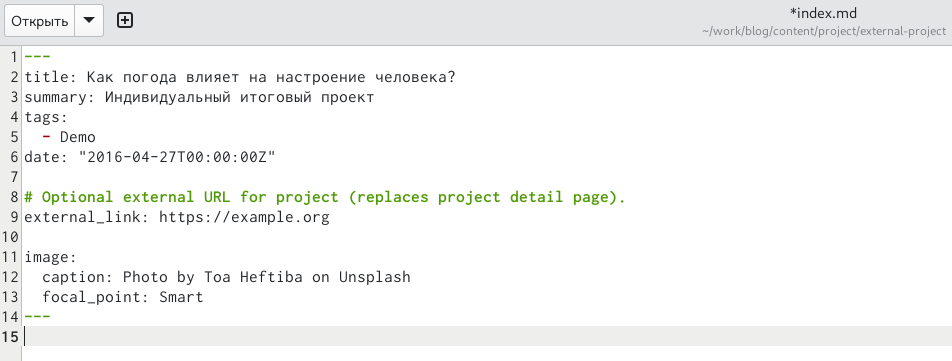 Открыть
*index.md
~/work/blog/content/project/external-project
1 ---
2 title: Как погода влияет на настроение человека?
3 summary: Индивидуальный итоговый проект
4 tags:
5   - Demo
6 date: "2016-04-27T00:00:00Z"
7
8 # Optional external URL for project (replaces project detail page).
9 external_link: https://example.org
10
11 image:
12   caption: Photo by Toa Heftiba on Unsplash
13   focal_point: Smart
14 ---
15